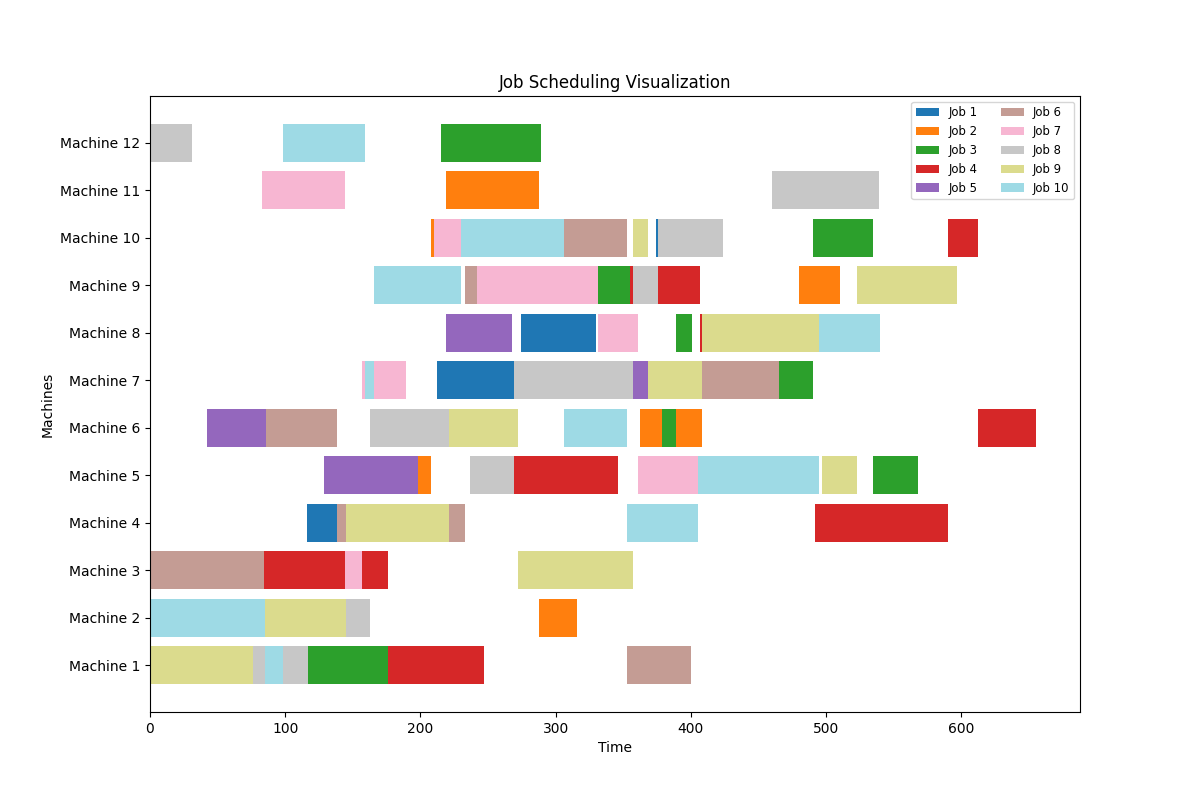 Job Scheduling Visualization
Job 1
Job 2
Job 3
Job 4
Job 5
Job 6
Job 7
Job 8
Job 9
Job 10
Machines
Machine 12
Machine 11
Machine 10
Machine 9
Machine 8
Machine 7
Machine 6
Machine 5
Machine 4
Machine 3
Machine 2
Machine 1
0 100 200 300 400 500 600
Time